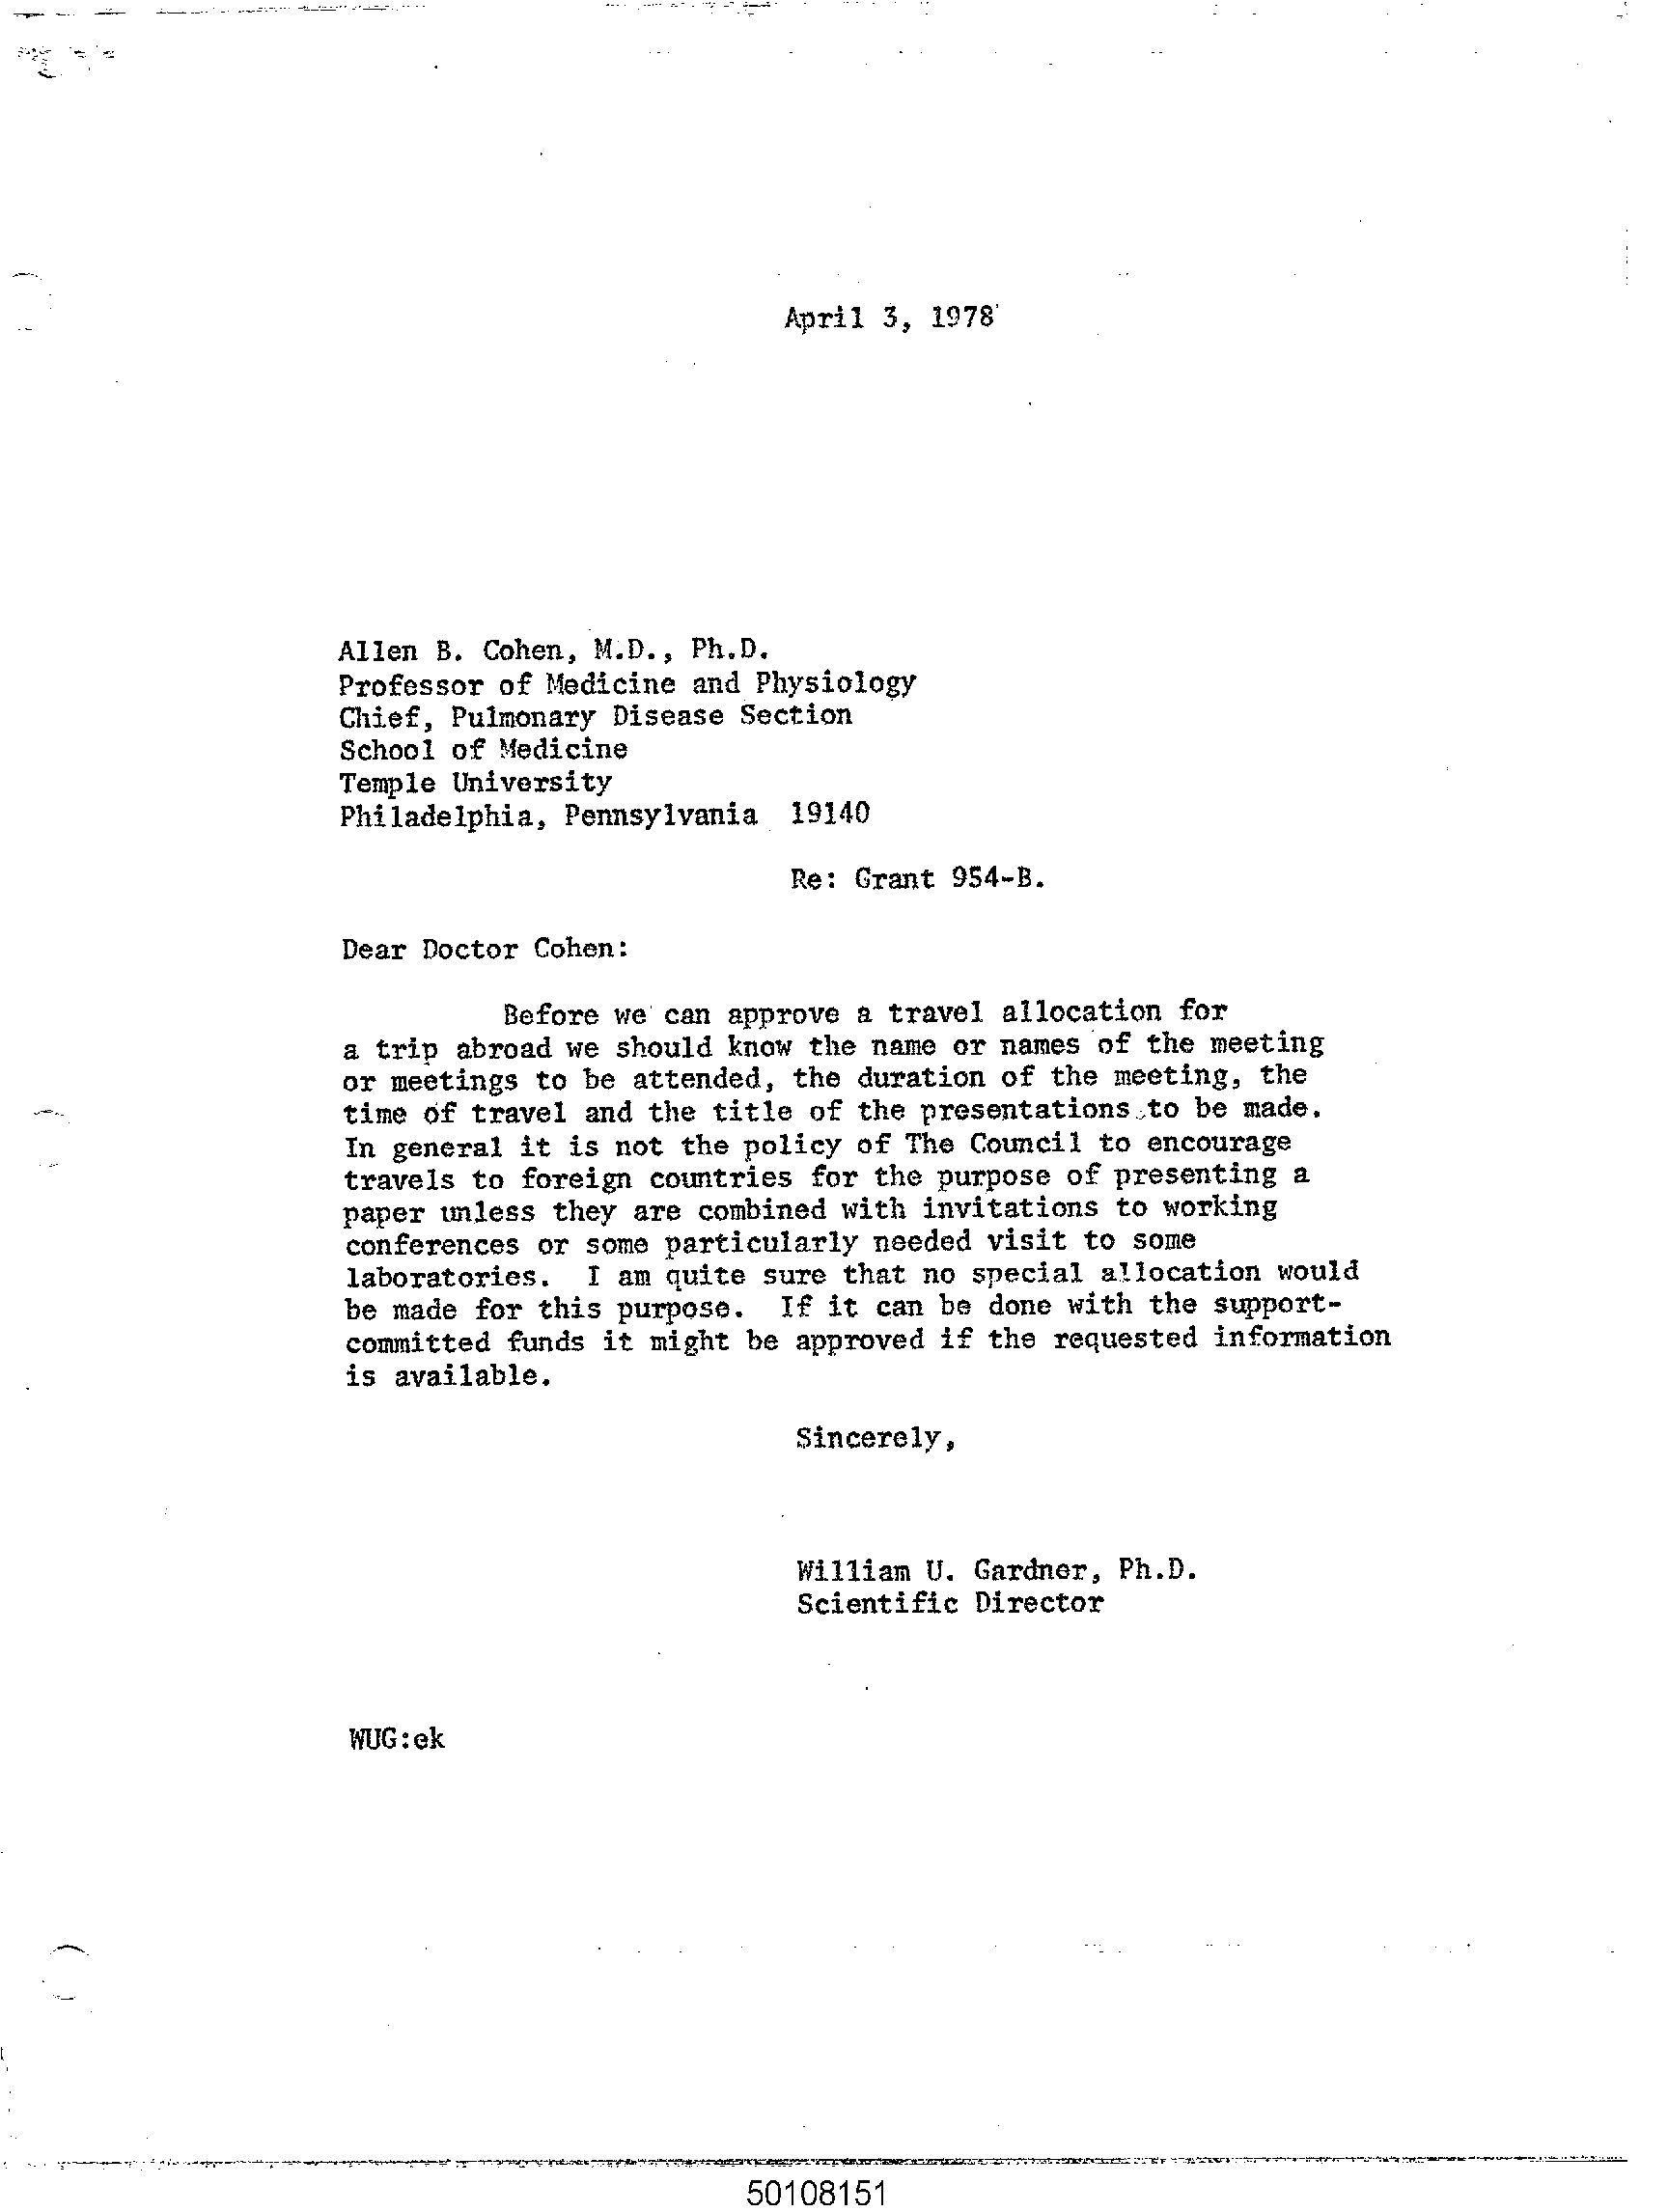 April 3, 1978
Allen B. Cohen, M.D., Ph.D.
Professor of Medicine and Physiology
Chief, Pulmonary Disease Section
School of Medicine
Temple University
Philadelphia, Pennsylvania 19140
Re: Grant 954-B.
Dear Doctor Cohen:
Before we can approve a travel allocation for
a trip abroad we should know the name or names of the meeting
or meetings to be attended, the duration of the meeting, the
time of travel and the title of the presentations to be made.
In general it is not the policy of The Council to encourage
travels to foreign countries for the purpose of presenting a
paper unless they are combined with invitations to working
conferences or some particularly needed visit to some
laboratories. I am quite sure that no special allocation would
be made for this purpose. If it can be done with the support-
committed funds it might be approved if the requested information
is available.
Sincerely,
William U. Gardner, Ph.D.
Scientific Director
WUG:ek
50108151